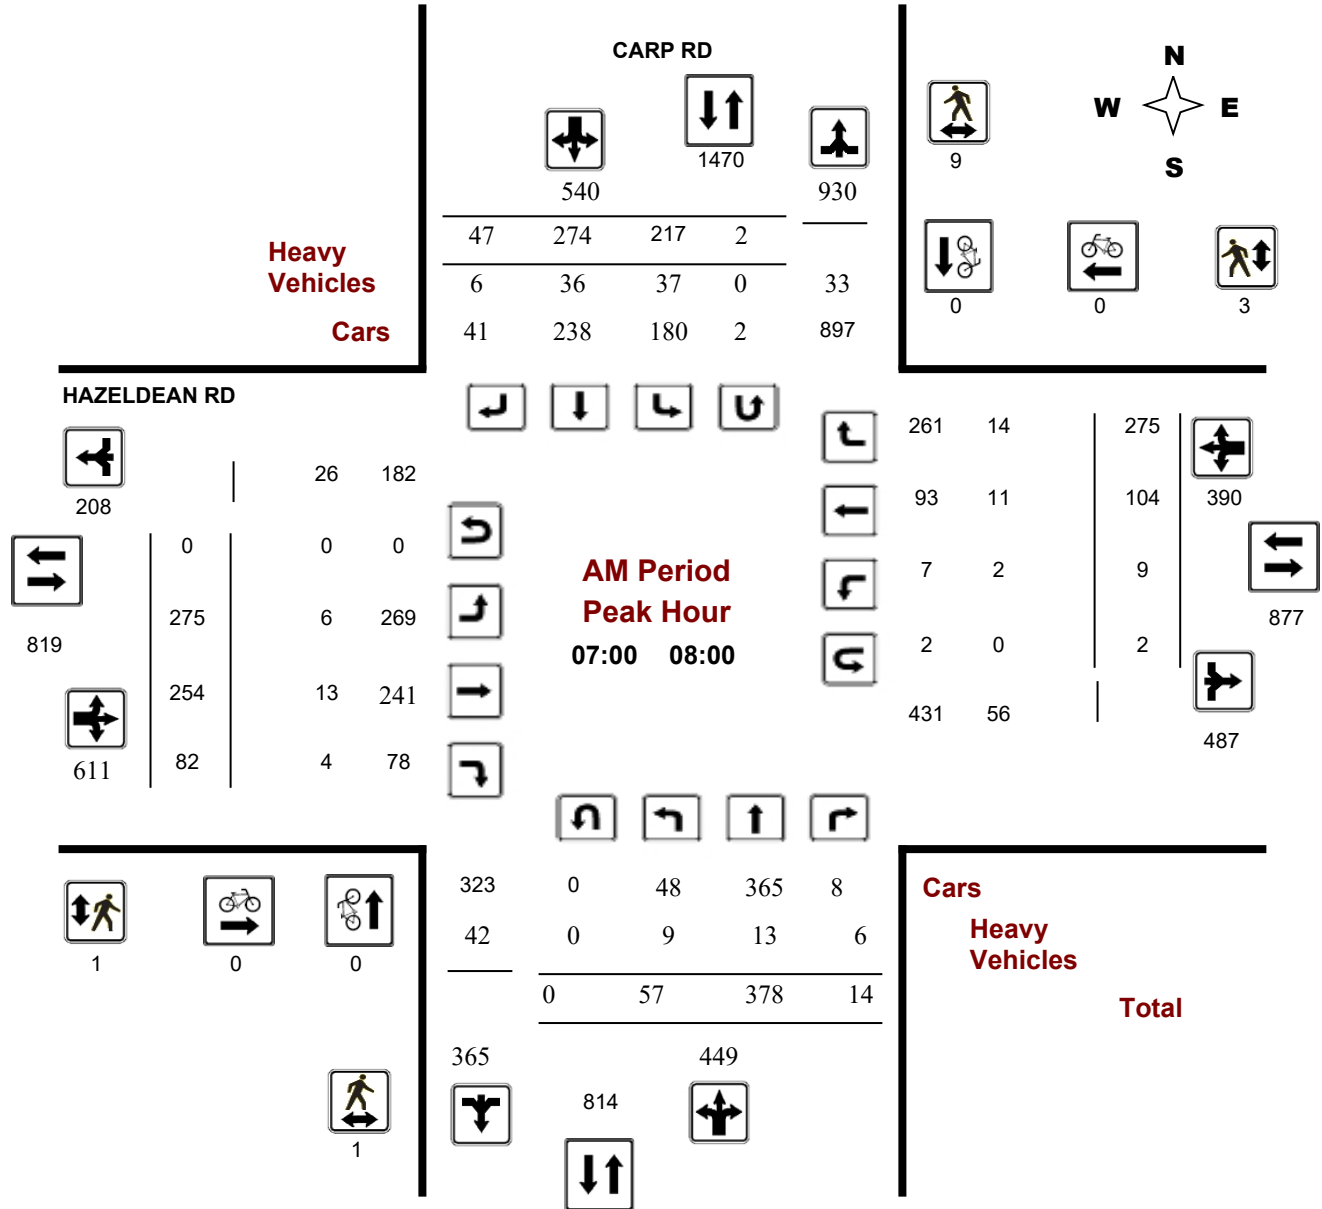 CARP RD
N
W E
S
1470
9
540
930
47 274 217 2
Heavy
Vehicles
6 36 37 0 33
0 0 3
Cars
41 238 180 2 897
HAZELDEAN RD
261 14 275
26 182
208
93 11 104 390
0 0 0
AM Period
7 2 9
Peak Hour
275 6 269
877
819
07:00 08:00
2 0 2
254 13 241
431 56
487
611 82 4 78
323 0 48 365 8
Cars
42 0 9 13 6
Heavy
Vehicles
1 0 0
0 57 378 14
Total
365 449
814
1